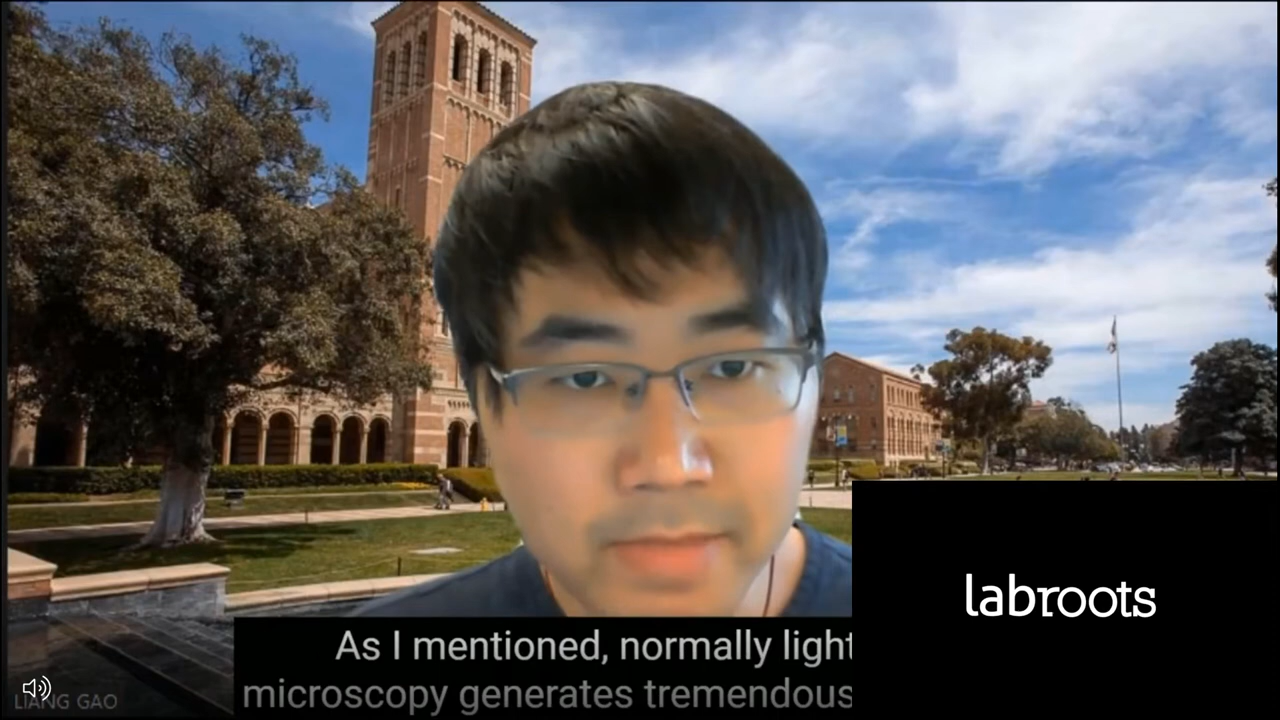 labroots
As I mentioned, normally light
microscopy generates tremendous
LIANG GAO